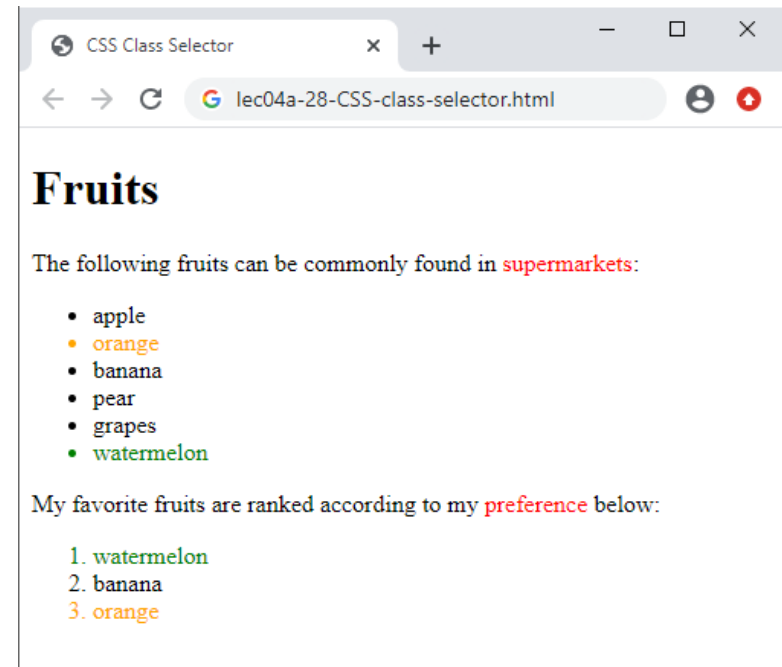 CSS Class Selector
lec04a-28-CSS-class-selector.html
Fruits
The following fruits can be commonly found in supermarkets:
• apple
• orange
• banana
• pear
• grapes
• watermelon
My favorite fruits are ranked according to my preference below:
1. watermelon
2. banana
3. orange